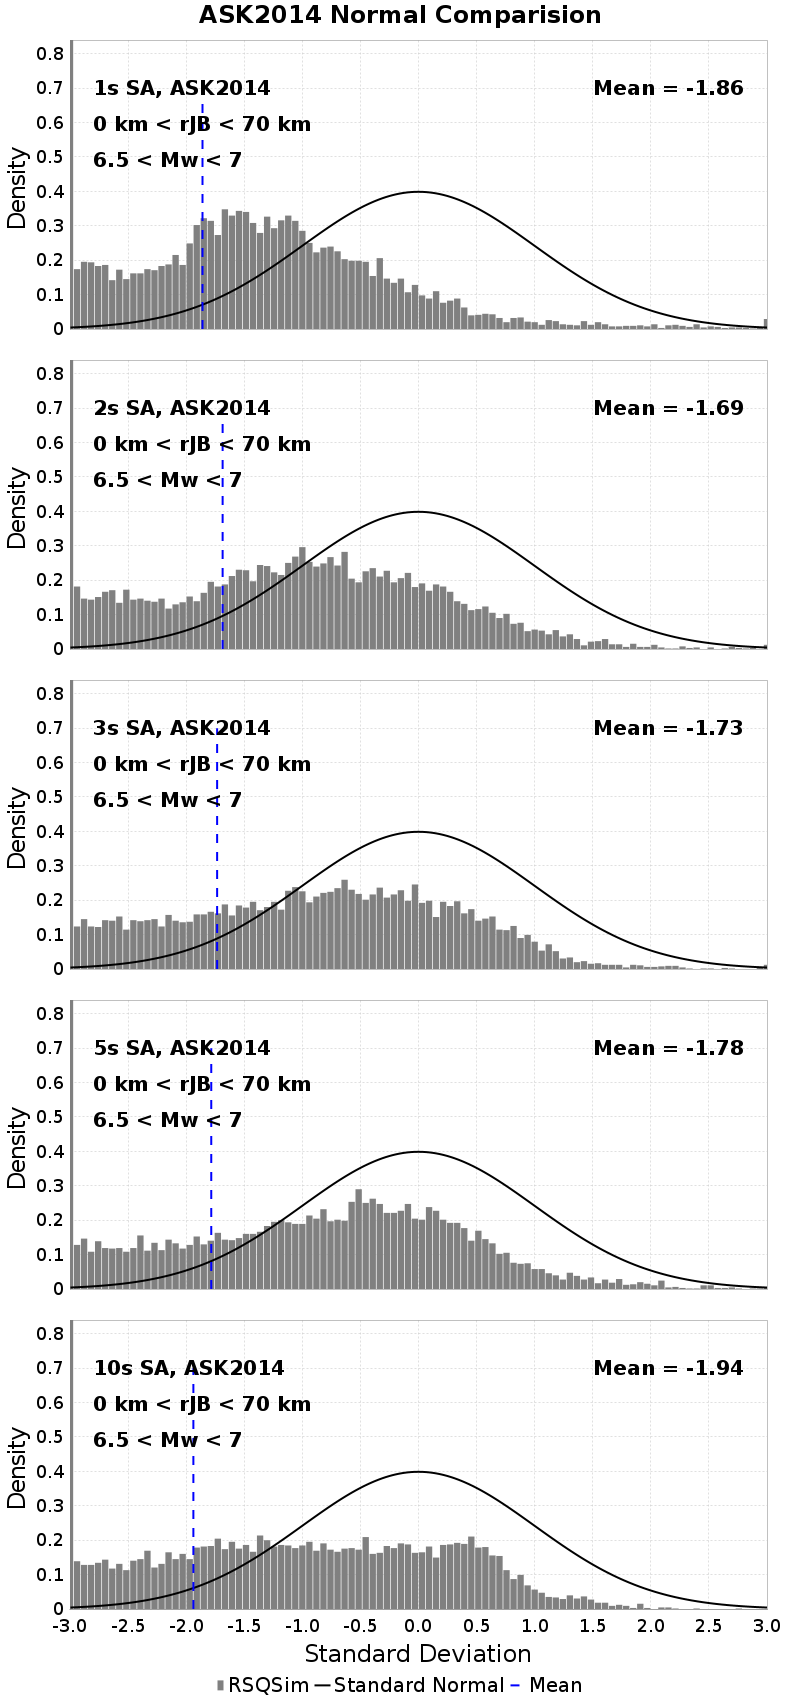 ASK2014 Normal Comparision
0.8
0.7
0.6
0.5
0.4
0.3
0.2
0.1
0
Density
1s SA, ASK2014
Mean = -1.86
0 km < rJB < 70 km
6.5 < Mw < 7
0.8
0.7
0.6
0.5
0.4
0.3
0.2
0.1
0
Density
2s SA, ASK2014
Mean = -1.69
0 km < rJB < 70 km
6.5 < Mw < 7
0.8
0.7
0.6
0.5
0.4
0.3
0.2
0.1
0
Density
3s SA, ASK2014
Mean = -1.73
0 km < rJB < 70 km
6.5 < Mw < 7
0.8
0.7
0.6
0.5
0.4
0.3
0.2
0.1
0
Density
5s SA, ASK2014
Mean = -1.78
0 km < rJB < 70 km
6.5 < Mw < 7
0.8
0.7
0.6
0.5
0.4
0.3
0.2
0.1
0
Density
10s SA, ASK2014
Mean = -1.94
0 km < rJB < 70 km
6.5 < Mw < 7
-3.0 -2.5 -2.0 -1.5 -1.0 -0.5 0.0 0.5 1.0 1.5 2.0 2.5 3.0
Standard Deviation
RSQSim Standard Normal Mean